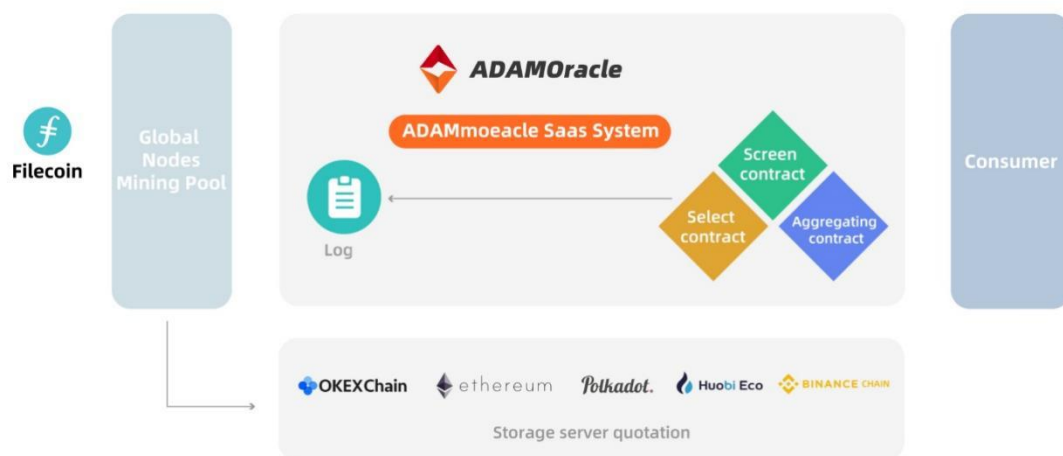 Filecoin
Global
Nodes
Mining Pool
ADAMOracle
ADAMmoeacle Saas System
Log
Screen
contract
Select
contract
Aggregating
contract
Consumer
OKEXChain
ethereum
Polkadot.
Huobi Eco
BINANCE CHAIN
Storage server quotation